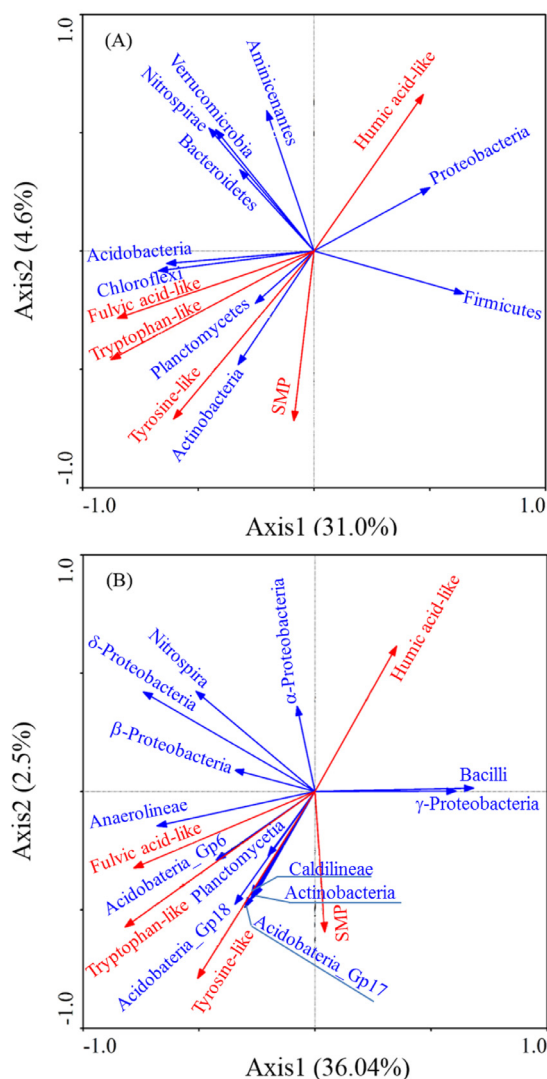 (A)
1.0
Axis2 (4.6%)
-1.0
Aminicenantes
Verrucomicrobia
Nitrospirae
Bacteroidetes
Humic acid-like
Proteobacteria
Acidobacteria
Chloroflexi
Fulvic acid-like
Tryptophan-like
Planctomycetes
Tyrosine-like
Actinobacteria
SMP
Firmicutes
-1.0
1.0
Axis1 (31.0%)
(B)
1.0
Axis2 (2.5%)
-1.0
Humic acid-like
α-Proteobacteria
Nitrospira
δ-Proteobacteria
β-Proteobacteria
Bacilli
γ-Proteobacteria
Anaerolineae
Fulvic acid-like
Acidobateria_Gp6
Planctomycetia
Caldilineae
Actinobacteria
Tryptophan-like
Acidobateria_Gp18
Tyrosine-like
Acidobateria_Gp17
SMP
-1.0
1.0
Axis1 (36.04%)